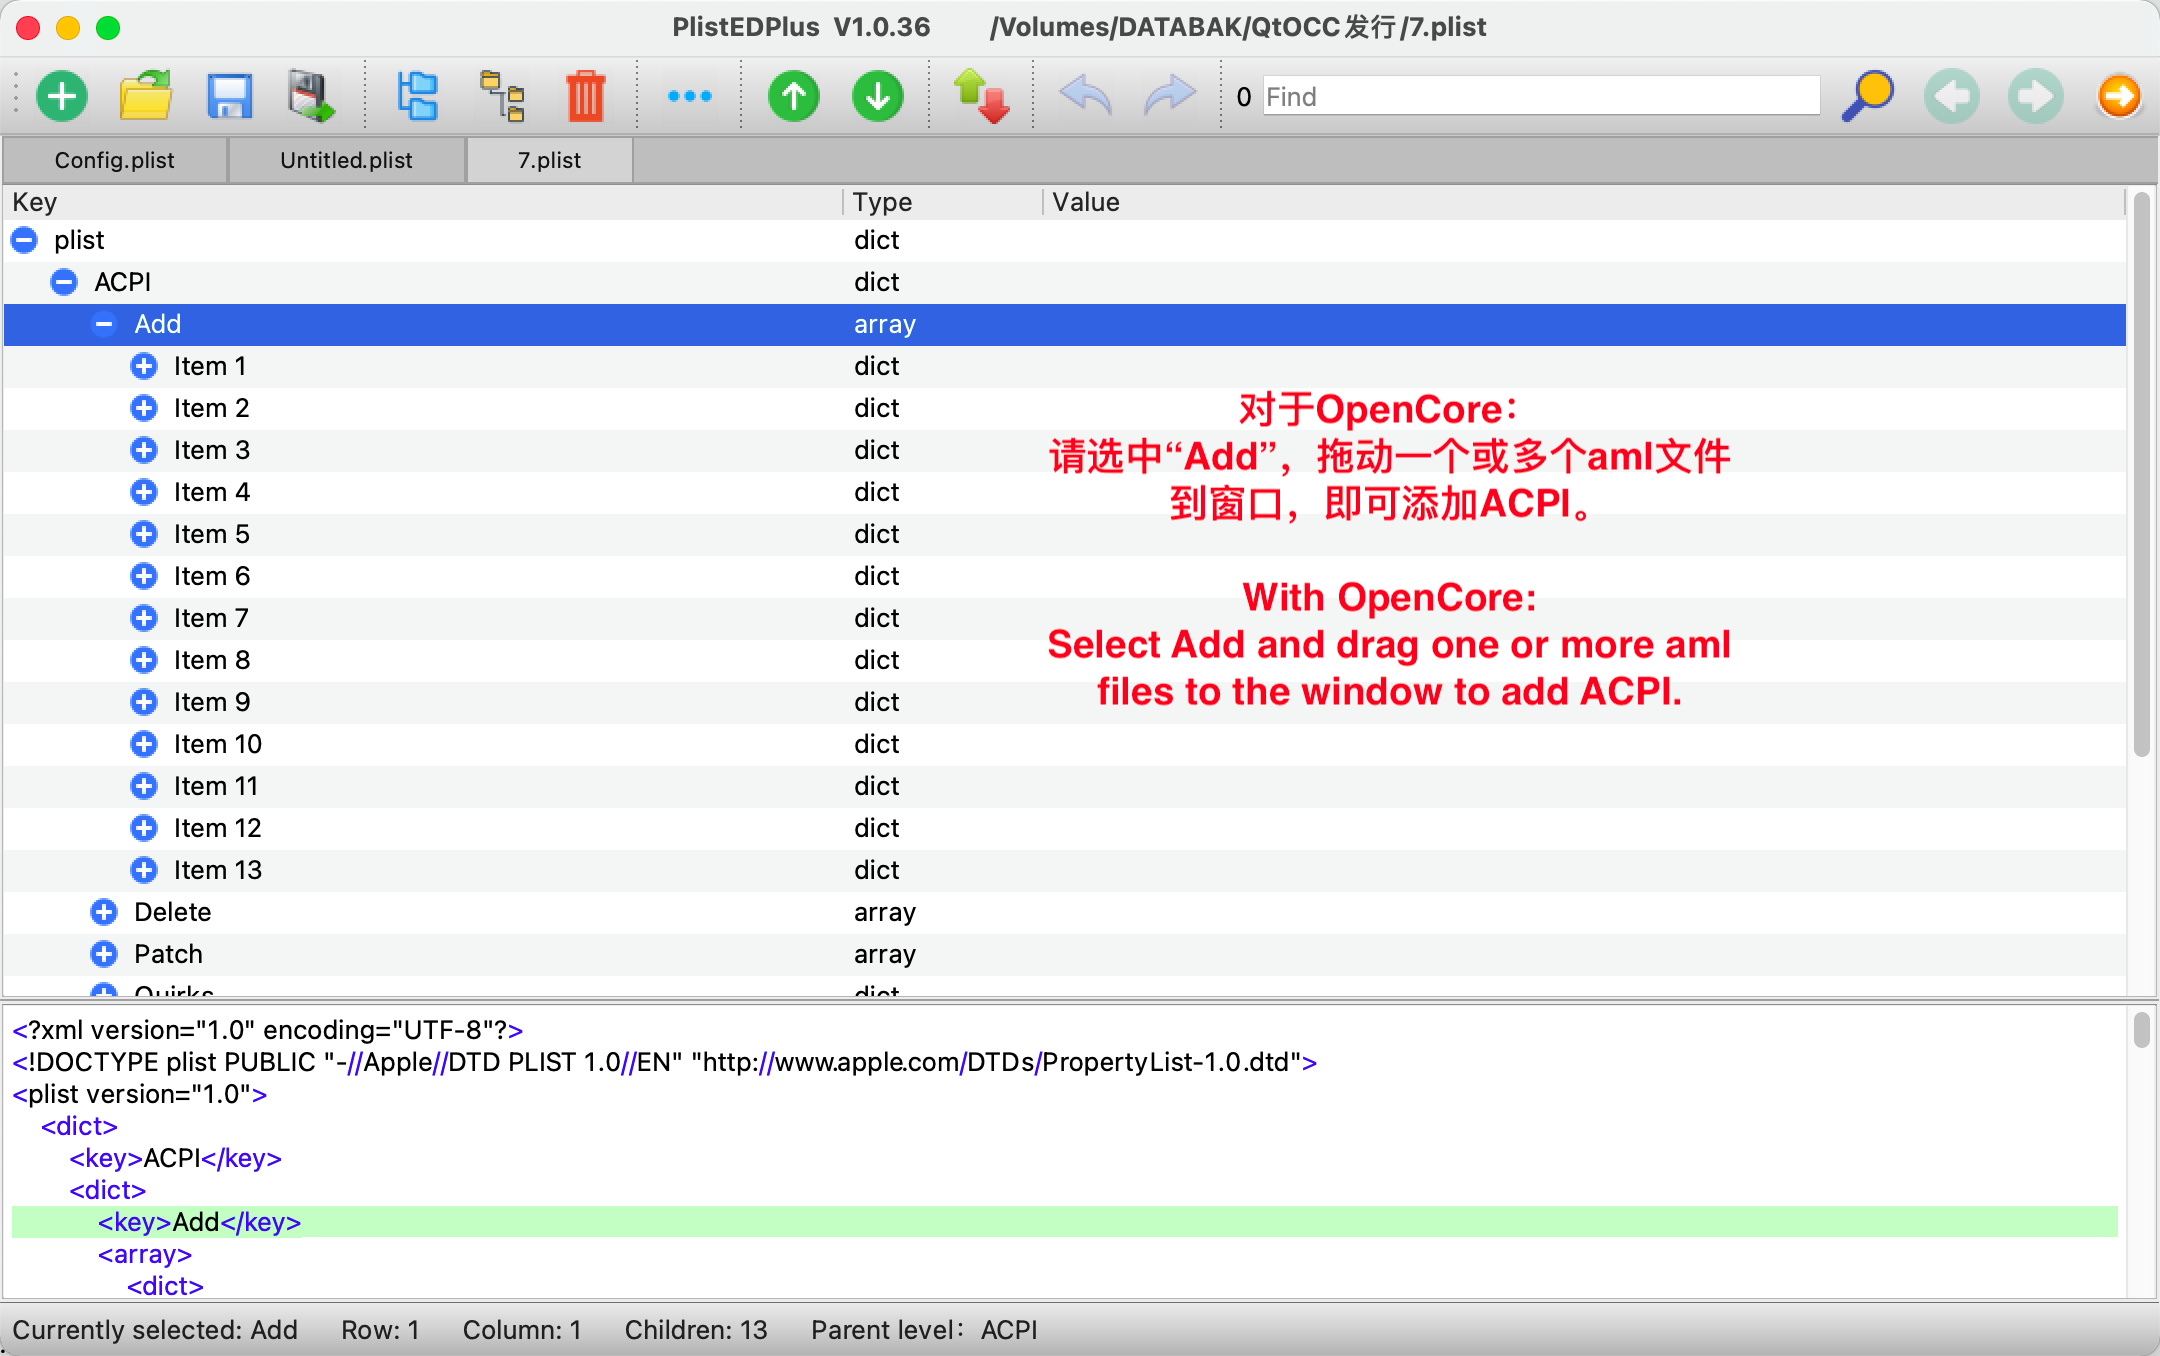 PlistEDPlus V1.0.36 /Volumes/DATABAK/QtOCC发行/7.plist
0 Find
Config.plist Untitled.plist 7.plist
Key Type Value
plist dict
ACPI dict
Add array
Item 1 dict
Item 2 dict
Item 3 dict
Item 4 dict
Item 5 dict
Item 6 dict
Item 7 dict
Item 8 dict
Item 9 dict
Item 10 dict
Item 11 dict
Item 12 dict
Item 13 dict
Delete array
Patch array
Quirks dict
对于OpenCore：
请选中“Add”，拖动一个或多个aml文件
到窗口，即可添加ACPI。
With OpenCore:
Select Add and drag one or more aml
files to the window to add ACPI.
<?xml version="1.0" encoding="UTF-8"?>
<!DOCTYPE plist PUBLIC "-//Apple//DTD PLIST 1.0//EN" "http://www.apple.com/DTDs/PropertyList-1.0.dtd">
<plist version="1.0">
<dict>
<key>ACPI</key>
<dict>
<key>Add</key>
<array>
<dict>
Currently selected: Add Row: 1 Column: 1 Children: 13 Parent level：ACPI